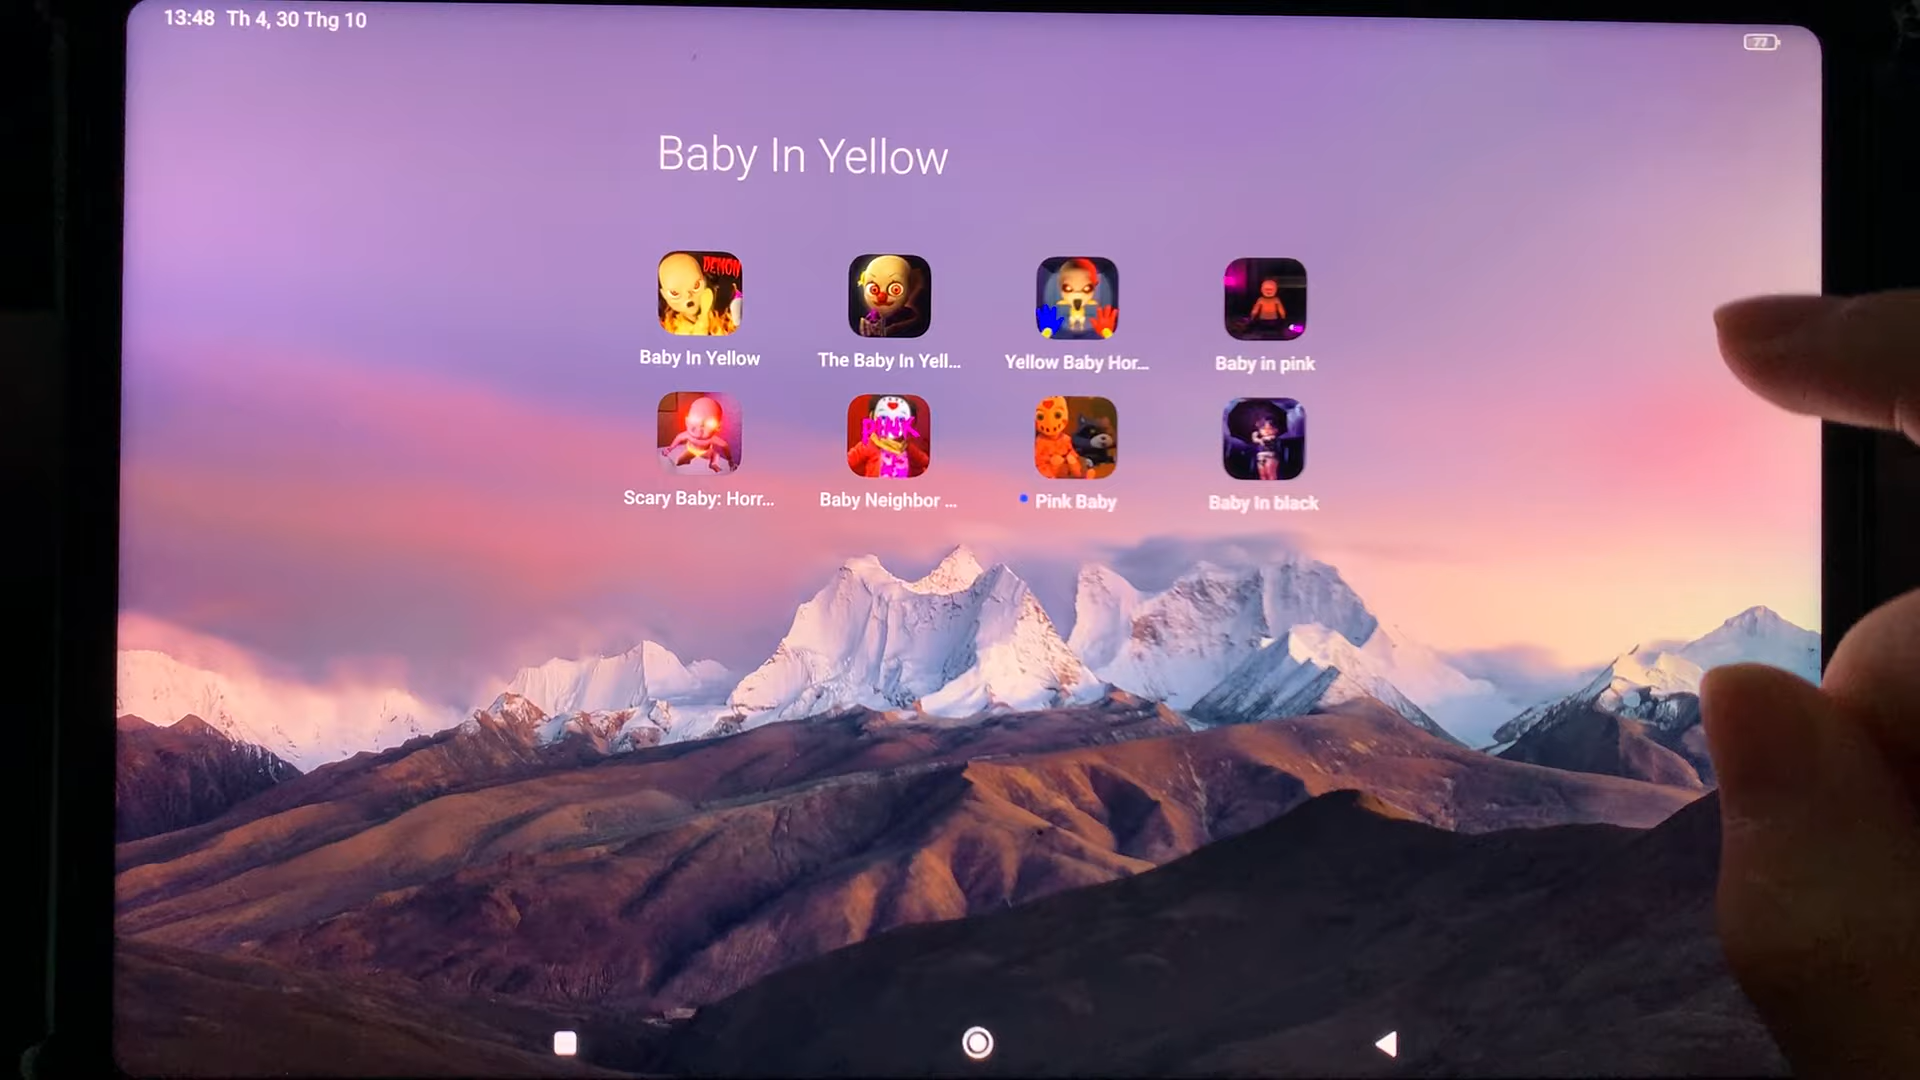 13:48 Th 4, 30 Thg 10
77
Baby In Yellow
DEMON
Baby In Yellow
The Baby In Yell...
Yellow Baby Hor...
Baby in pink
PINK
Scary Baby: Horr...
Baby Neighbor ...
Pink Baby
Baby In black